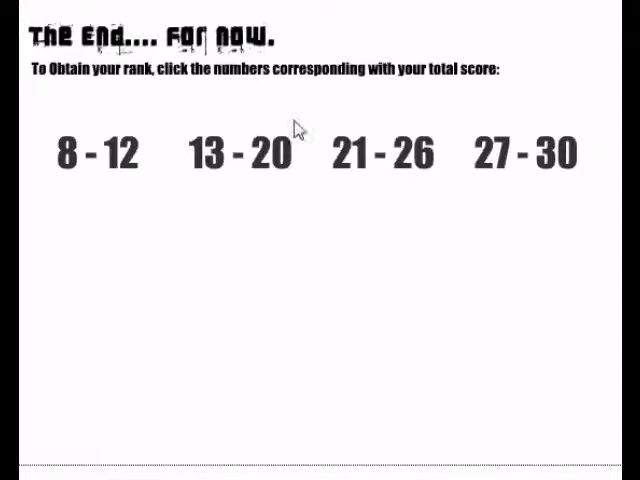 The End.... For Now.
To Obtain your rank, click the numbers corresponding with your total score:
8 - 12 13 - 20 21 - 26 27 - 30